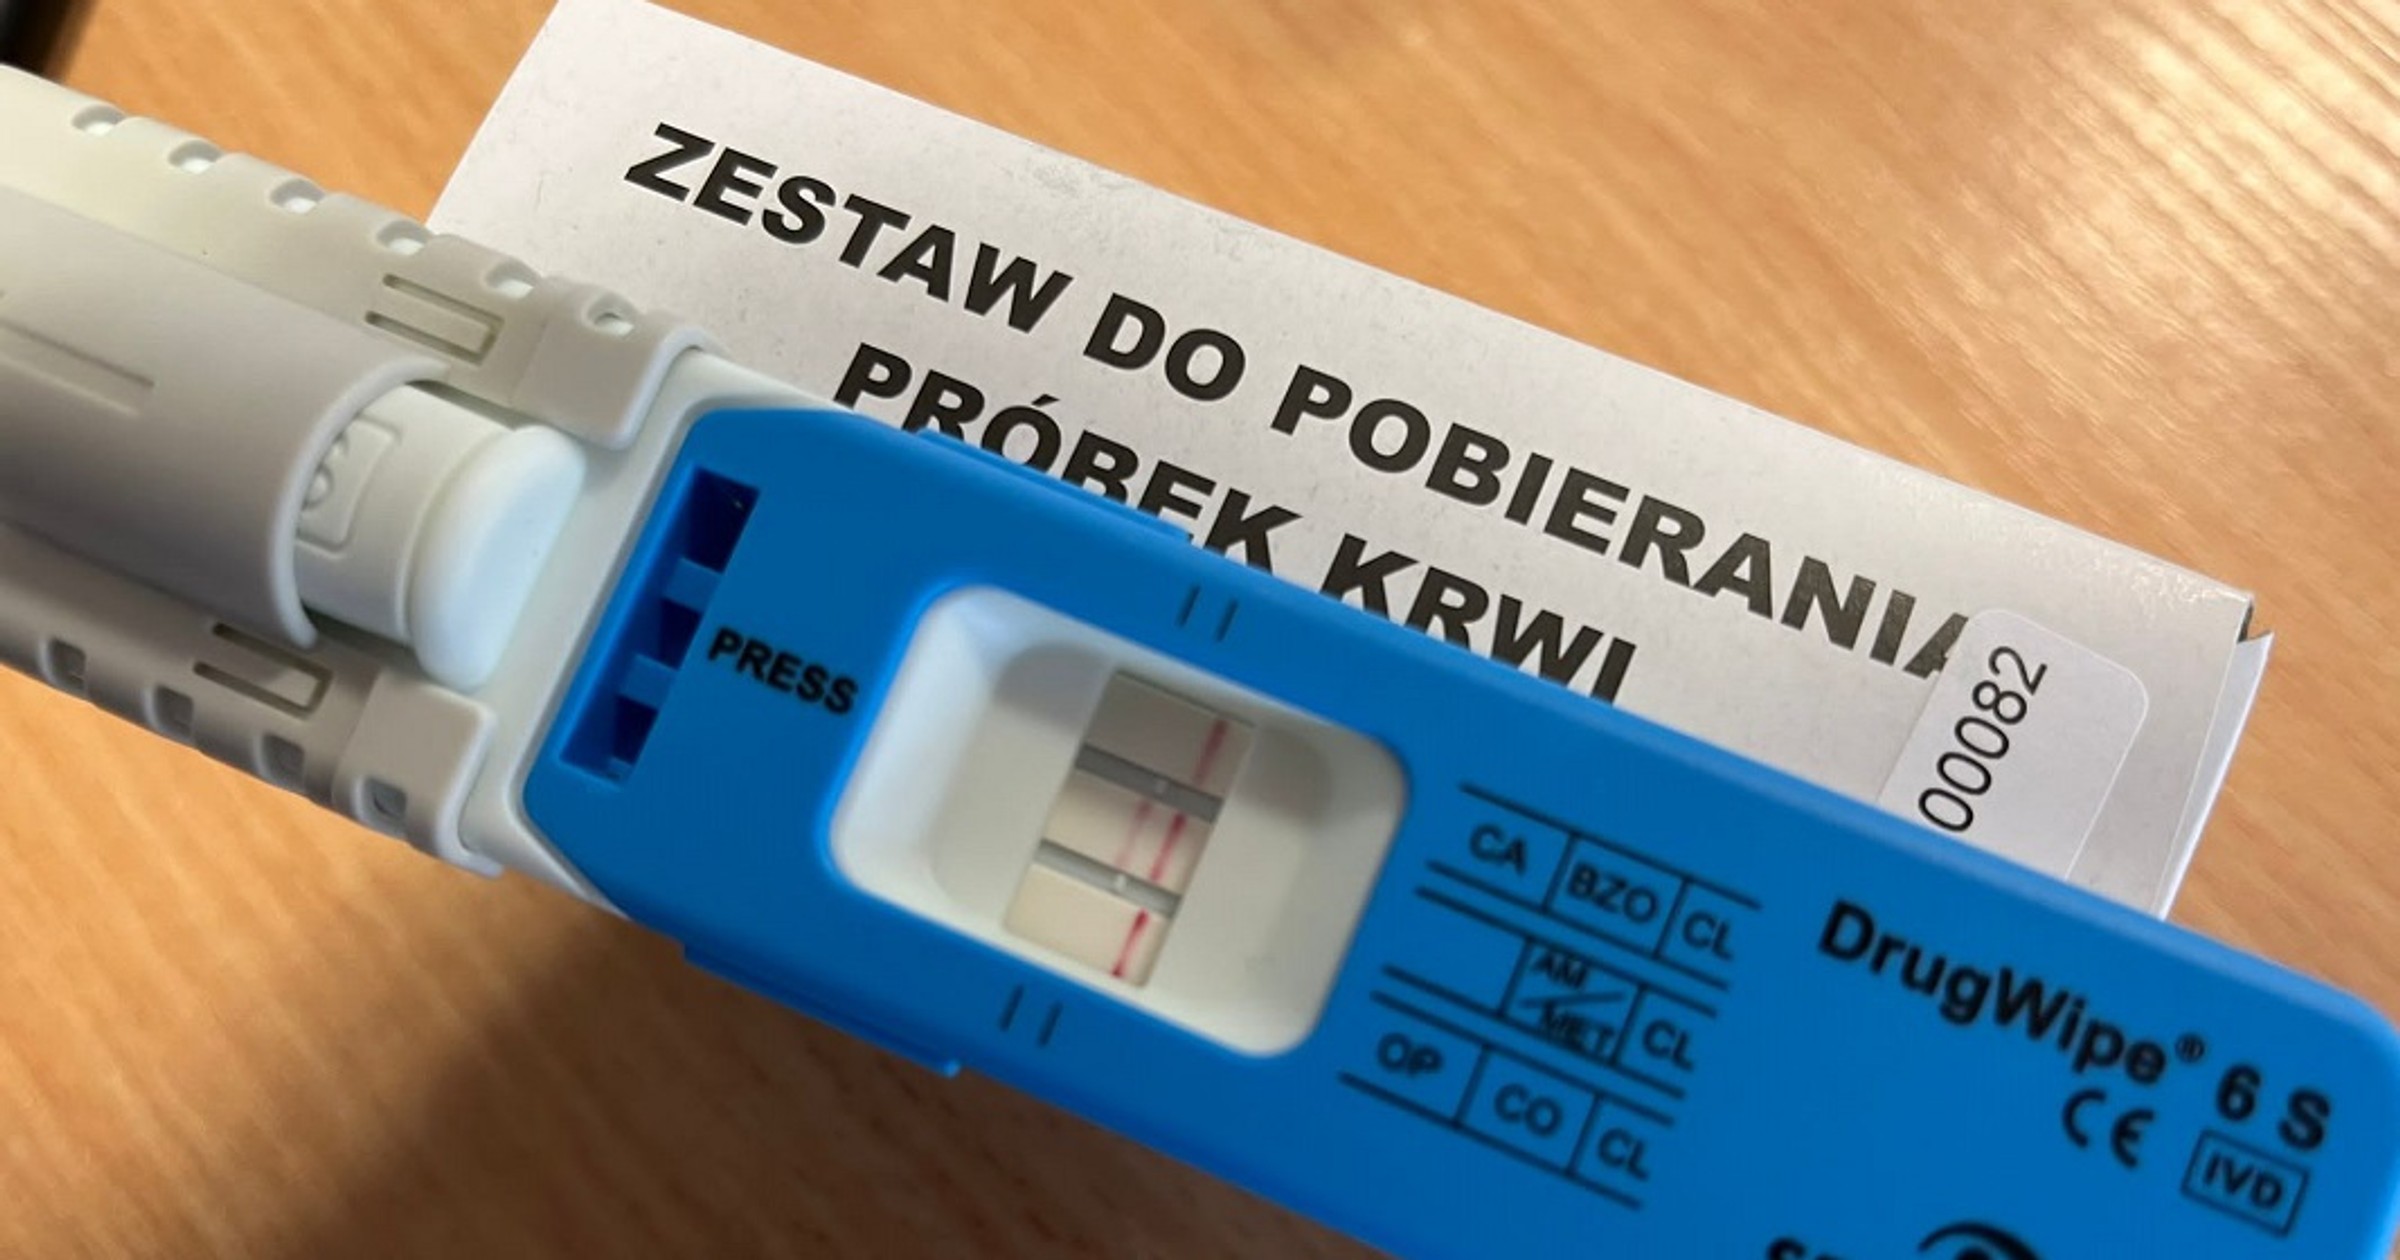 ZESTAW DO POBIERANIA
PRÓBEK KRWI
00082
PRESS
CA BZO CL
AM/MET CL
OP CO CL
DrugWipe® 6 S
CE
IVD